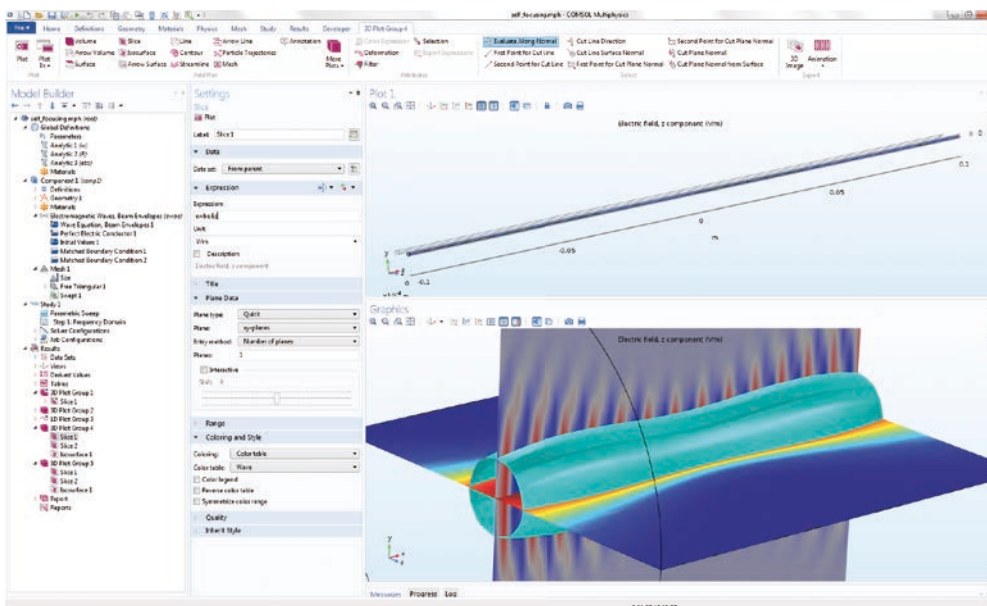 self_focusing.mph - COMSOL Multiphysics
File Home Definitions Geometry Materials Physics Mesh Study Results Developer 3D Plot Group 4
Volume Slice Line Arrow Line Annotation Selection Evaluate Along Normal Cut Line Direction Second Point for Cut Plane Normal
Plot Plot In Arrow Volume Isosurface Contour Particle Trajectories More Plots Deformation First Point for Cut Line Cut Line Surface Normal Cut Plane Normal 3D Image Animation
Surface Arrow Surface Streamline Mesh Filter Second Point for Cut Line First Point for Cut Plane Normal Cut Plane Normal from Surface
Plot Add Plot Attributes Select Export
Model Builder
self_focusing.mph (root)
Global Definitions
Parameters
Materials
Component 1
Definitions
Geometry 1
Materials
Electromagnetic Waves, Beam Envelopes
Wave Equation, Beam Envelopes 1
Perfect Electric Conductor 1
Initial Values 1
Matched Boundary Condition 1
Matched Boundary Condition 2
Mesh 1
Size
Free Triangular 1
Swept 1
Study 1
Parametric Sweep
Step 1: Frequency Domain
Solver Configurations
Job Configurations
Results
Data Sets
Views
Derived Values
Tables
3D Plot Group 1
Slice 1
3D Plot Group 2
3D Plot Group 3
3D Plot Group 4
Slice 1
Slice 2
Isosurface 1
3D Plot Group 5
Slice 1
Slice 2
Isosurface 1
Export
Reports
Settings
Slice
Plot
Label: Slice 1
Data
Data set: From parent
Expression
Expression:
Unit:
V/m
Description
Electric field, z component
Title
Plane Data
Plane type: Quick
Plane: xy-planes
Entry method: Number of planes
Planes: 1
Interactive
Range
Coloring and Style
Coloring: Color table
Color table: Wave
Color legend
Reverse color table
Symmetrize color range
Quality
Inherit Style
Plot 1
Electric field, z component (V/m)
0
0.1
0.05
0
m
-0.05
-0.1
0
y
z
Graphics
Electric field, z component (V/m)
y
z
x
Messages Progress Log